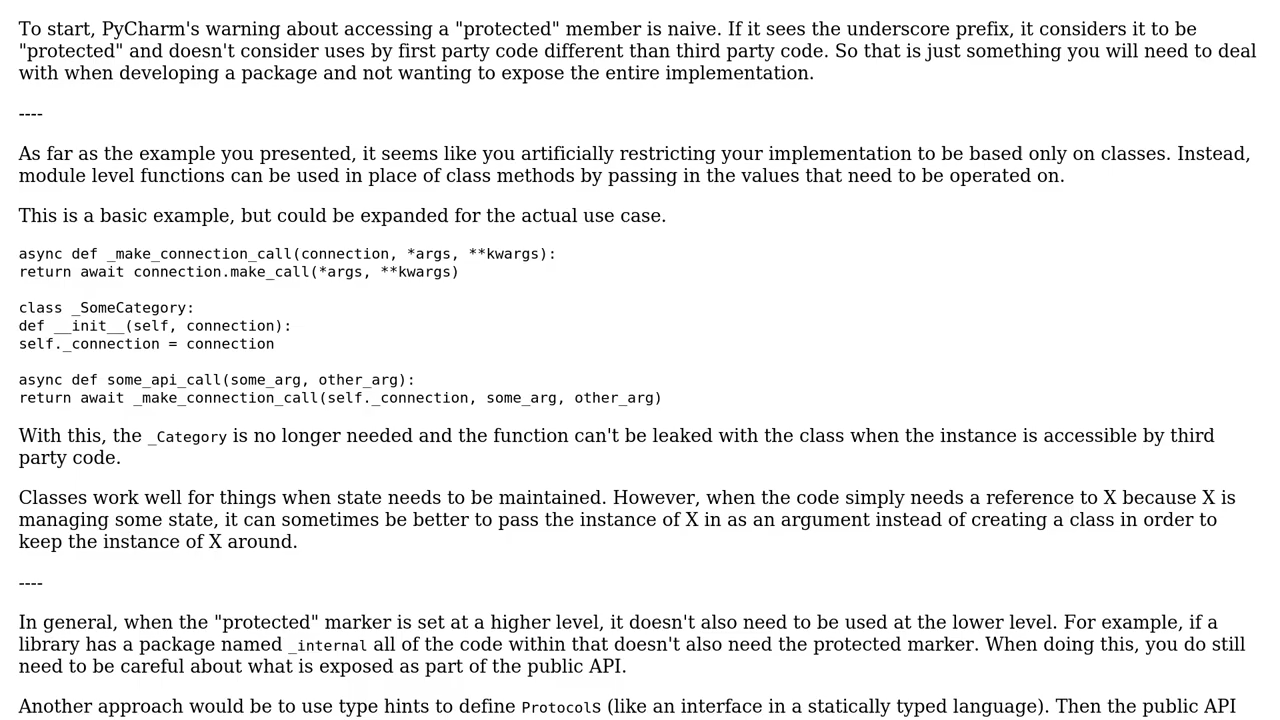 To start, PyCharm's warning about accessing a "protected" member is naive. If it sees the underscore prefix, it considers it to be
"protected" and doesn't consider uses by first party code different than third party code. So that is just something you will need to deal
with when developing a package and not wanting to expose the entire implementation.
----
As far as the example you presented, it seems like you artificially restricting your implementation to be based only on classes. Instead,
module level functions can be used in place of class methods by passing in the values that need to be operated on.
This is a basic example, but could be expanded for the actual use case.
async def _make_connection_call(connection, *args, **kwargs):
return await connection.make_call(*args, **kwargs)
class _SomeCategory:
def __init__(self, connection):
self._connection = connection
async def some_api_call(some_arg, other_arg):
return await _make_connection_call(self._connection, some_arg, other_arg)
With this, the _Category is no longer needed and the function can't be leaked with the class when the instance is accessible by third
party code.
Classes work well for things when state needs to be maintained. However, when the code simply needs a reference to X because X is
managing some state, it can sometimes be better to pass the instance of X in as an argument instead of creating a class in order to
keep the instance of X around.
----
In general, when the "protected" marker is set at a higher level, it doesn't also need to be used at the lower level. For example, if a
library has a package named _internal all of the code within that doesn't also need the protected marker. When doing this, you do still
need to be careful about what is exposed as part of the public API.
Another approach would be to use type hints to define Protocols (like an interface in a statically typed language). Then the public API